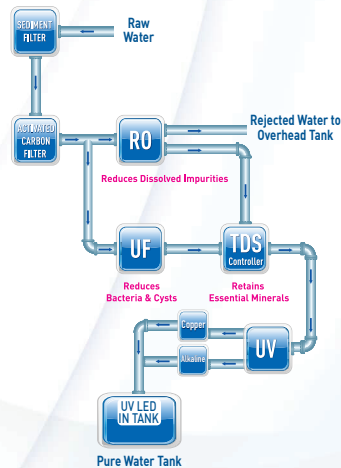 SEDIMENT
FILTER
Raw
Water
ACTIVATED
CARBON
FILTER
RO
Rejected Water to
Overhead Tank
Reduces Dissolved Impurities
UF
TDS
Controller
Reduces
Bacteria & Cysts
Retains
Essential Minerals
Copper
Alkaline
UV
UV LED
IN TANK
Pure Water Tank